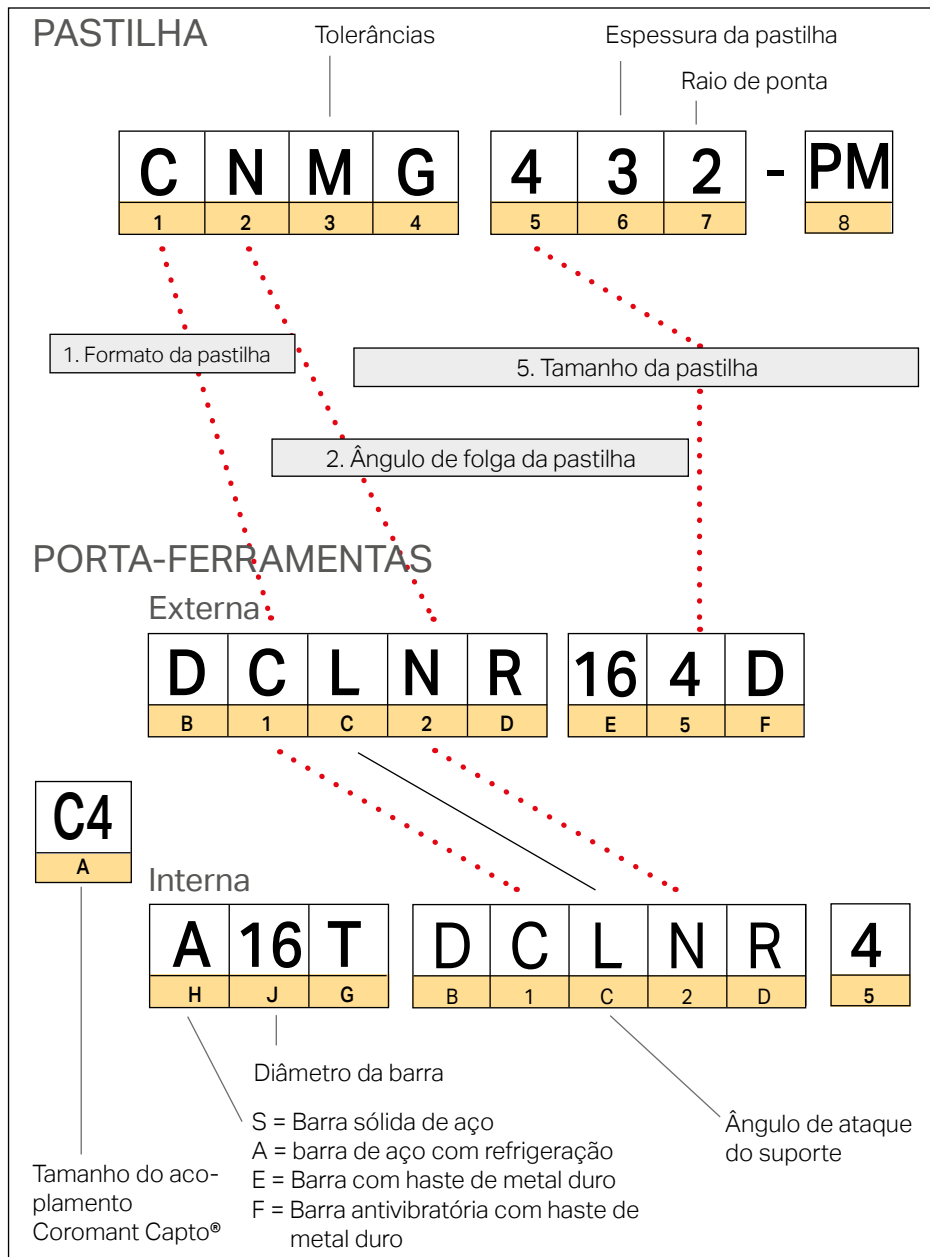 PASTILHA
Tolerâncias
Espessura da pastilha
Raio de ponta
C N M G 4 3 2 - PM
1 2 3 4 5 6 7 8
1. Formato da pastilha
5. Tamanho da pastilha
2. Ângulo de folga da pastilha
PORTA-FERRAMENTAS
Externa
D C L N R 16 4 D
B 1 C 2 D E 5 F
C4
A
Interna
A 16 T D C L N R 4
H J G B 1 C 2 D 5
Diâmetro da barra
S = Barra sólida de aço
A = barra de aço com refrigeração
E = Barra com haste de metal duro
F = Barra antivibratória com haste de
metal duro
Ângulo de ataque
do suporte
Tamanho do aco-
plamento
Coromant Capto®